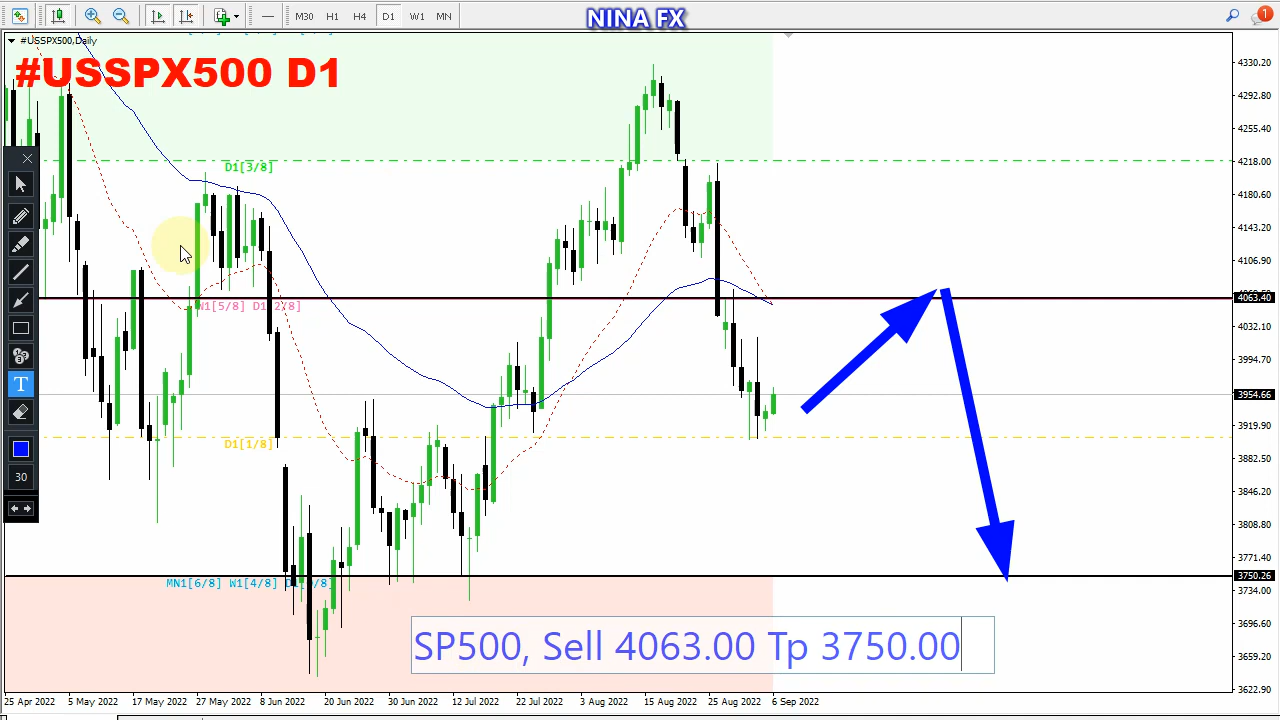 M30 H1 H4 D1 W1 MN
NINA FX
1
#USSPX500,Daily
#USSPX500 D1
D1[3/8]
W1[5/8] D1[2/8]
D1[1/8]
MN1[6/8] W1[4/8]
T
30
SP500, Sell 4063.00 Tp 3750.00
4330.20
4292.80
4255.40
4218.00
4180.60
4143.20
4106.90
4063.40
4032.10
3994.70
3954.66
3919.90
3882.50
3846.20
3808.80
3771.40
3750.26
3734.00
3696.60
3659.20
3622.90
25 Apr 2022 5 May 2022 17 May 2022 27 May 2022 8 Jun 2022 20 Jun 2022 30 Jun 2022 12 Jul 2022 22 Jul 2022 3 Aug 2022 15 Aug 2022 25 Aug 2022 6 Sep 2022